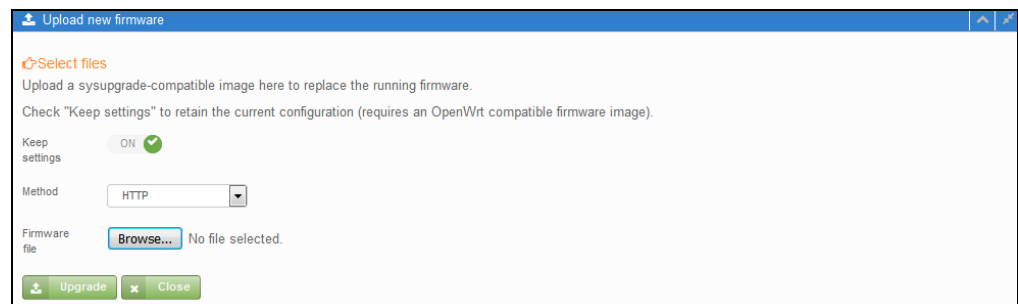 Upload new firmware
Select files
Upload a sysupgrade-compatible image here to replace the running firmware.
Check "Keep settings" to retain the current configuration (requires an OpenWrt compatible firmware image).
Keep settings
ON
Method
HTTP
Firmware file
Browse... No file selected.
Upgrade Close